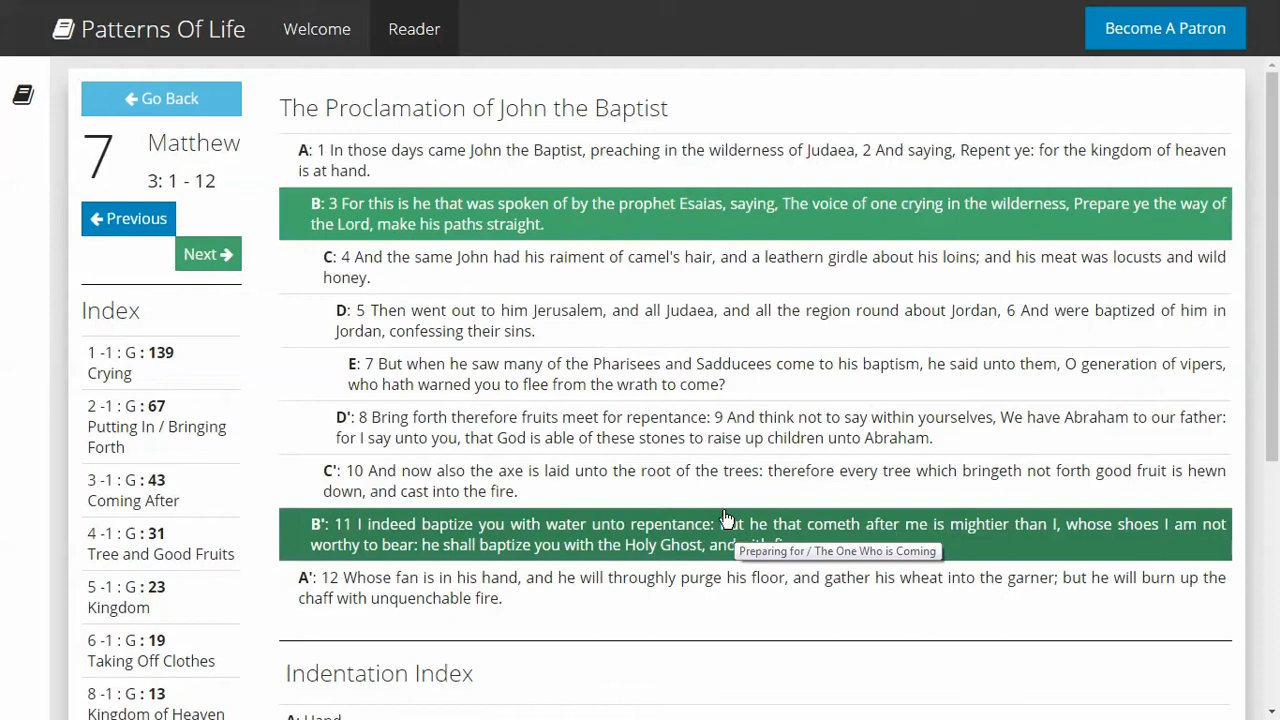 Patterns Of Life
Welcome
Reader
Become A Patron
Go Back
7
Matthew
3: 1 - 12
Previous
Next
Index
1 -1 : G : 139
Crying
2 -1 : G : 67
Putting In / Bringing
Forth
3 -1 : G : 43
Coming After
4 -1 : G : 31
Tree and Good Fruits
5 -1 : G : 23
Kingdom
6 -1 : G : 19
Taking Off Clothes
8 -1 : G : 13
Kingdom of Heaven
The Proclamation of John the Baptist
A: 1 In those days came John the Baptist, preaching in the wilderness of Judaea, 2 And saying, Repent ye: for the kingdom of heaven
is at hand.
B: 3 For this is he that was spoken of by the prophet Esaias, saying, The voice of one crying in the wilderness, Prepare ye the way of
the Lord, make his paths straight.
C: 4 And the same John had his raiment of camel's hair, and a leathern girdle about his loins; and his meat was locusts and wild
honey.
D: 5 Then went out to him Jerusalem, and all Judaea, and all the region round about Jordan, 6 And were baptized of him in
Jordan, confessing their sins.
E: 7 But when he saw many of the Pharisees and Sadducees come to his baptism, he said unto them, O generation of vipers,
who hath warned you to flee from the wrath to come?
D': 8 Bring forth therefore fruits meet for repentance: 9 And think not to say within yourselves, We have Abraham to our father:
for I say unto you, that God is able of these stones to raise up children unto Abraham.
C': 10 And now also the axe is laid unto the root of the trees: therefore every tree which bringeth not forth good fruit is hewn
down, and cast into the fire.
B': 11 I indeed baptize you with water unto repentance: but he that cometh after me is mightier than I, whose shoes I am not
worthy to bear: he shall baptize you with the Holy Ghost, and
Preparing for / The One Who is Coming
A': 12 Whose fan is in his hand, and he will throughly purge his floor, and gather his wheat into the garner; but he will burn up the
chaff with unquenchable fire.
Indentation Index
A: Hand